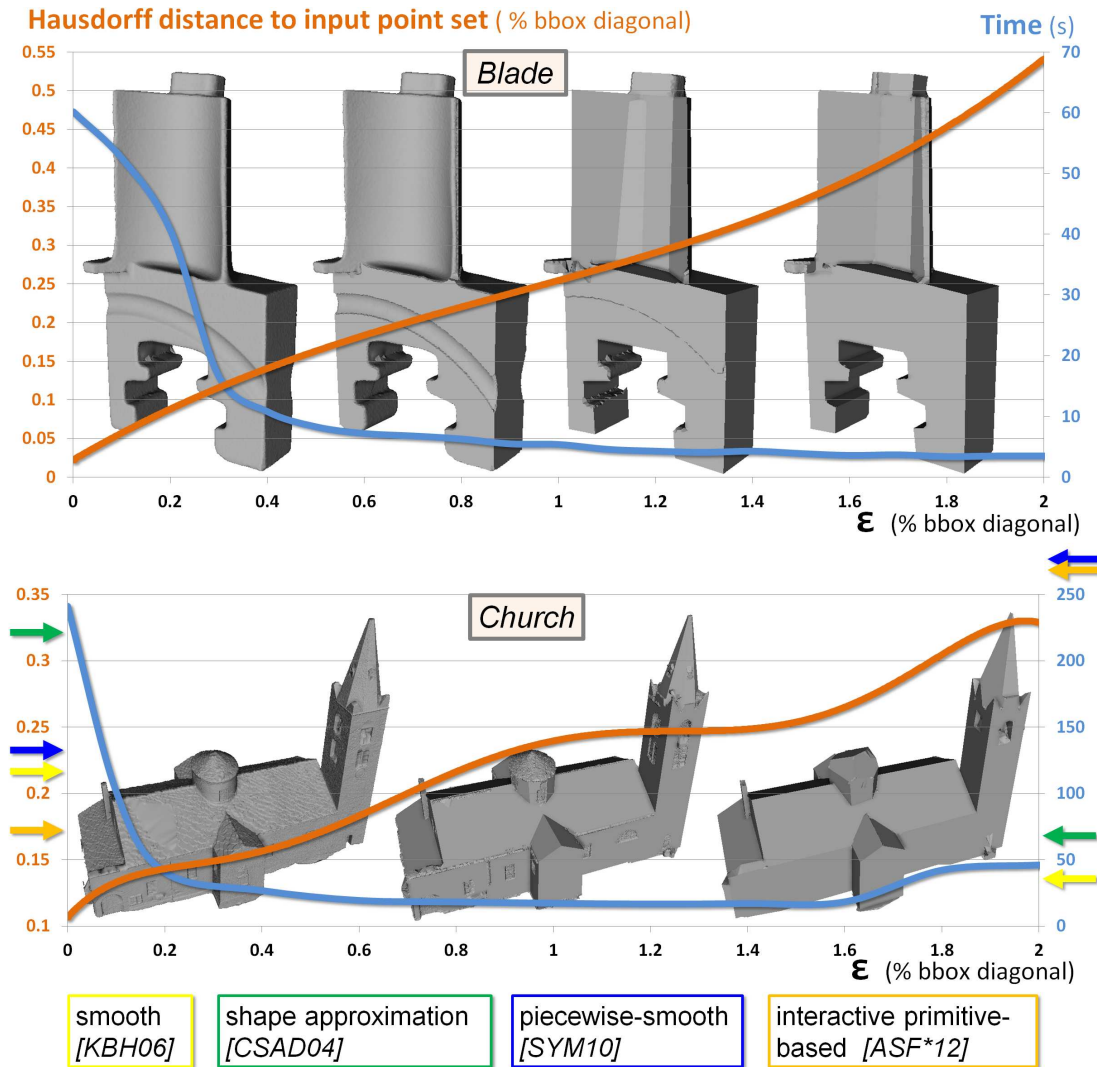 Hausdorff distance to input point set ( % bbox diagonal)
Time (s)
Blade
0.55
0.5
0.45
0.4
0.35
0.3
0.25
0.2
0.15
0.1
0.05
0
70
60
50
40
30
20
10
0
0 0.2 0.4 0.6 0.8 1 1.2 1.4 1.6 1.8 2
ε (% bbox diagonal)
Church
0.35
0.3
0.25
0.2
0.15
0.1
250
200
150
100
50
0
0 0.2 0.4 0.6 0.8 1 1.2 1.4 1.6 1.8 2
ε (% bbox diagonal)
smooth
[KBH06]
shape approximation
[CSAD04]
piecewise-smooth
[SYM10]
interactive primitive-
based [ASF*12]